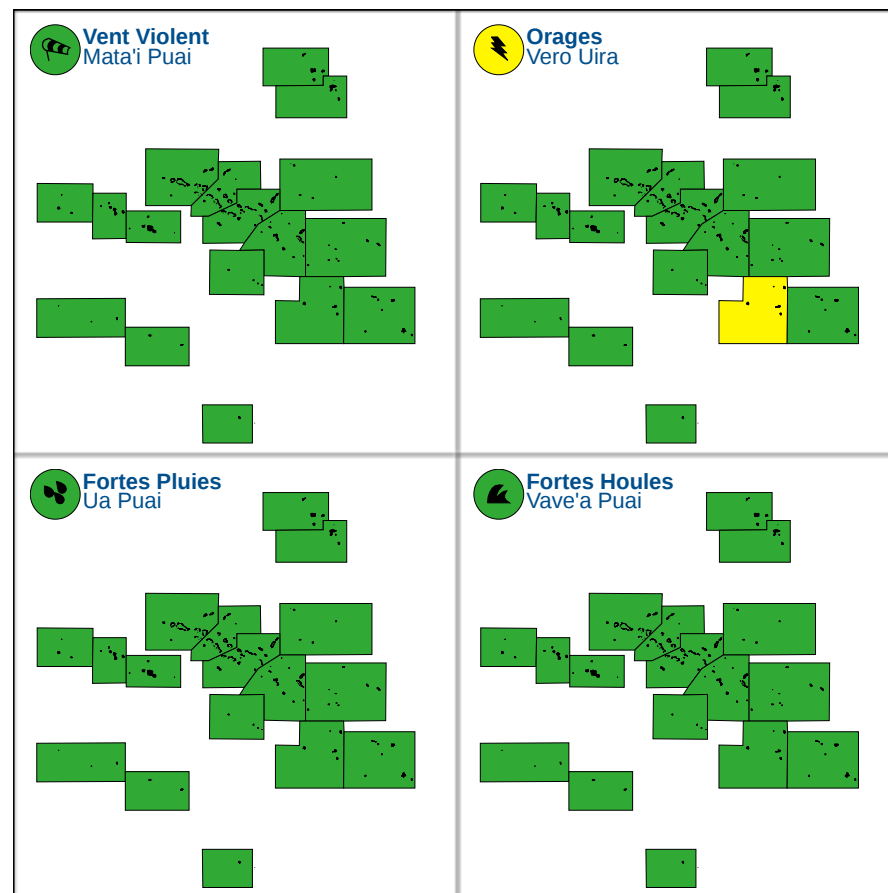 Vent Violent
Mata'i Puai
Orages
Vero Uira
Fortes Pluies
Ua Puai
Fortes Houles
Vave'a Puai